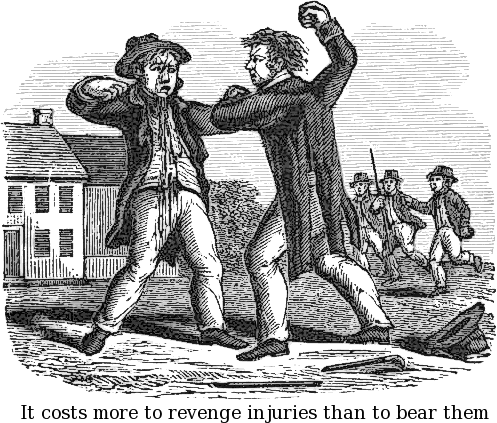 It costs more to revenge injuries than to bear them